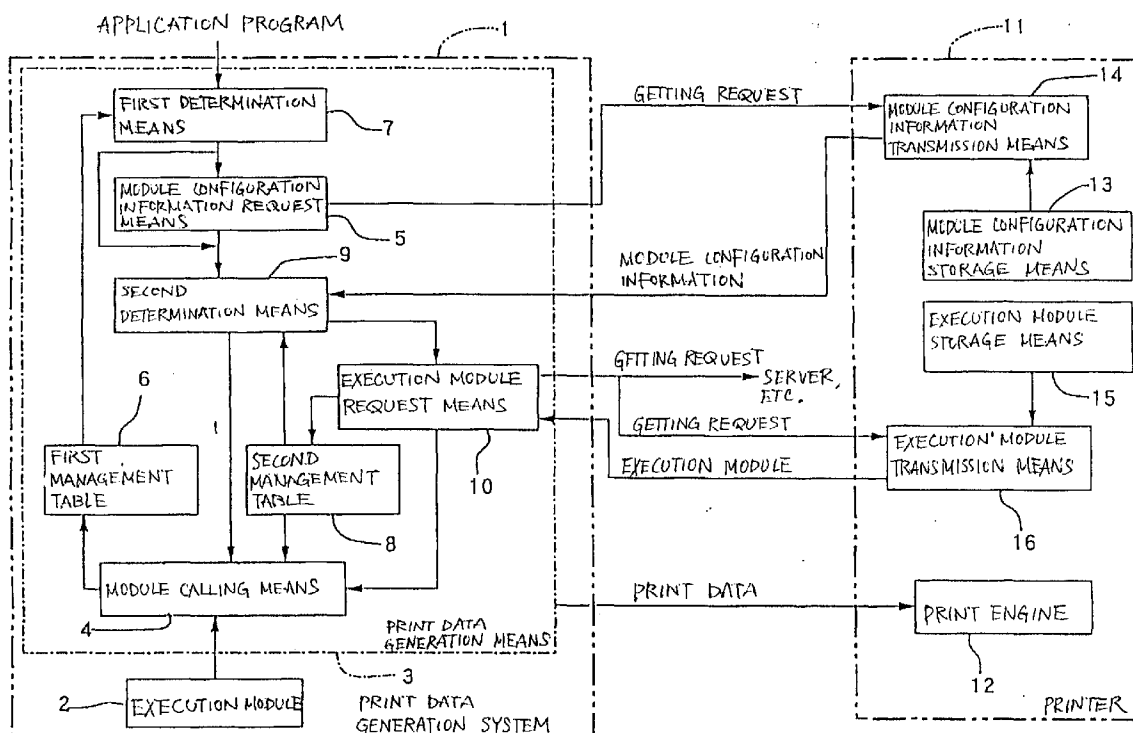 APPLICATION PROGRAM
1
11
FIRST DETERMINATION
MEANS
7
GETTING REQUEST
14
MODULE CONFIGURATION
INFORMATION
TRANSMISSION MEANS
MODULE CONFIGURATION
INFORMATION REQUEST
MEANS
5
13
MODULE CONFIGURATION
INFORMATION
STORAGE MEANS
9
MODULE CONFIGURATION
INFORMATION
SECOND
DETERMINATION MEANS
EXECUTION MODULE
STORAGE MEANS
15
GETTING REQUEST
SERVER,
ETC.
EXECUTION MODULE
REQUEST MEANS
10
6
GETTING REQUEST
EXECUTION MODULE
EXECUTION MODULE
TRANSMISSION MEANS
16
FIRST
MANAGEMENT
TABLE
SECOND
MANAGEMENT
TABLE
8
MODULE CALLING MEANS
4
PRINT DATA
PRINT ENGINE
12
PRINT DATA
GENERATION MEANS
3
2
EXECUTION MODULE
PRINT DATA
GENERATION SYSTEM
PRINTER